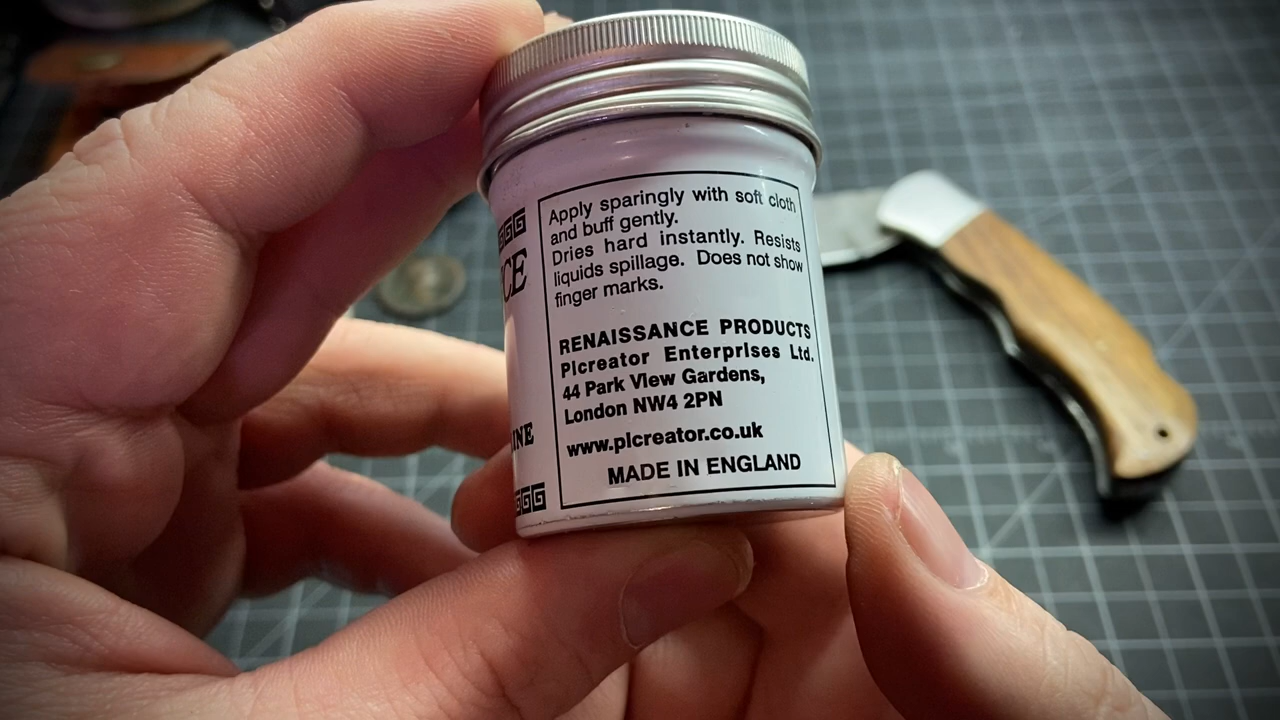 Apply sparingly with soft cloth
and buff gently.
Dries hard instantly. Resists
liquids spillage. Does not show
finger marks.
RENAISSANCE PRODUCTS
Picreator Enterprises Ltd.
44 Park View Gardens,
London NW4 2PN
www.picreator.co.uk
MADE IN ENGLAND
CE
INE